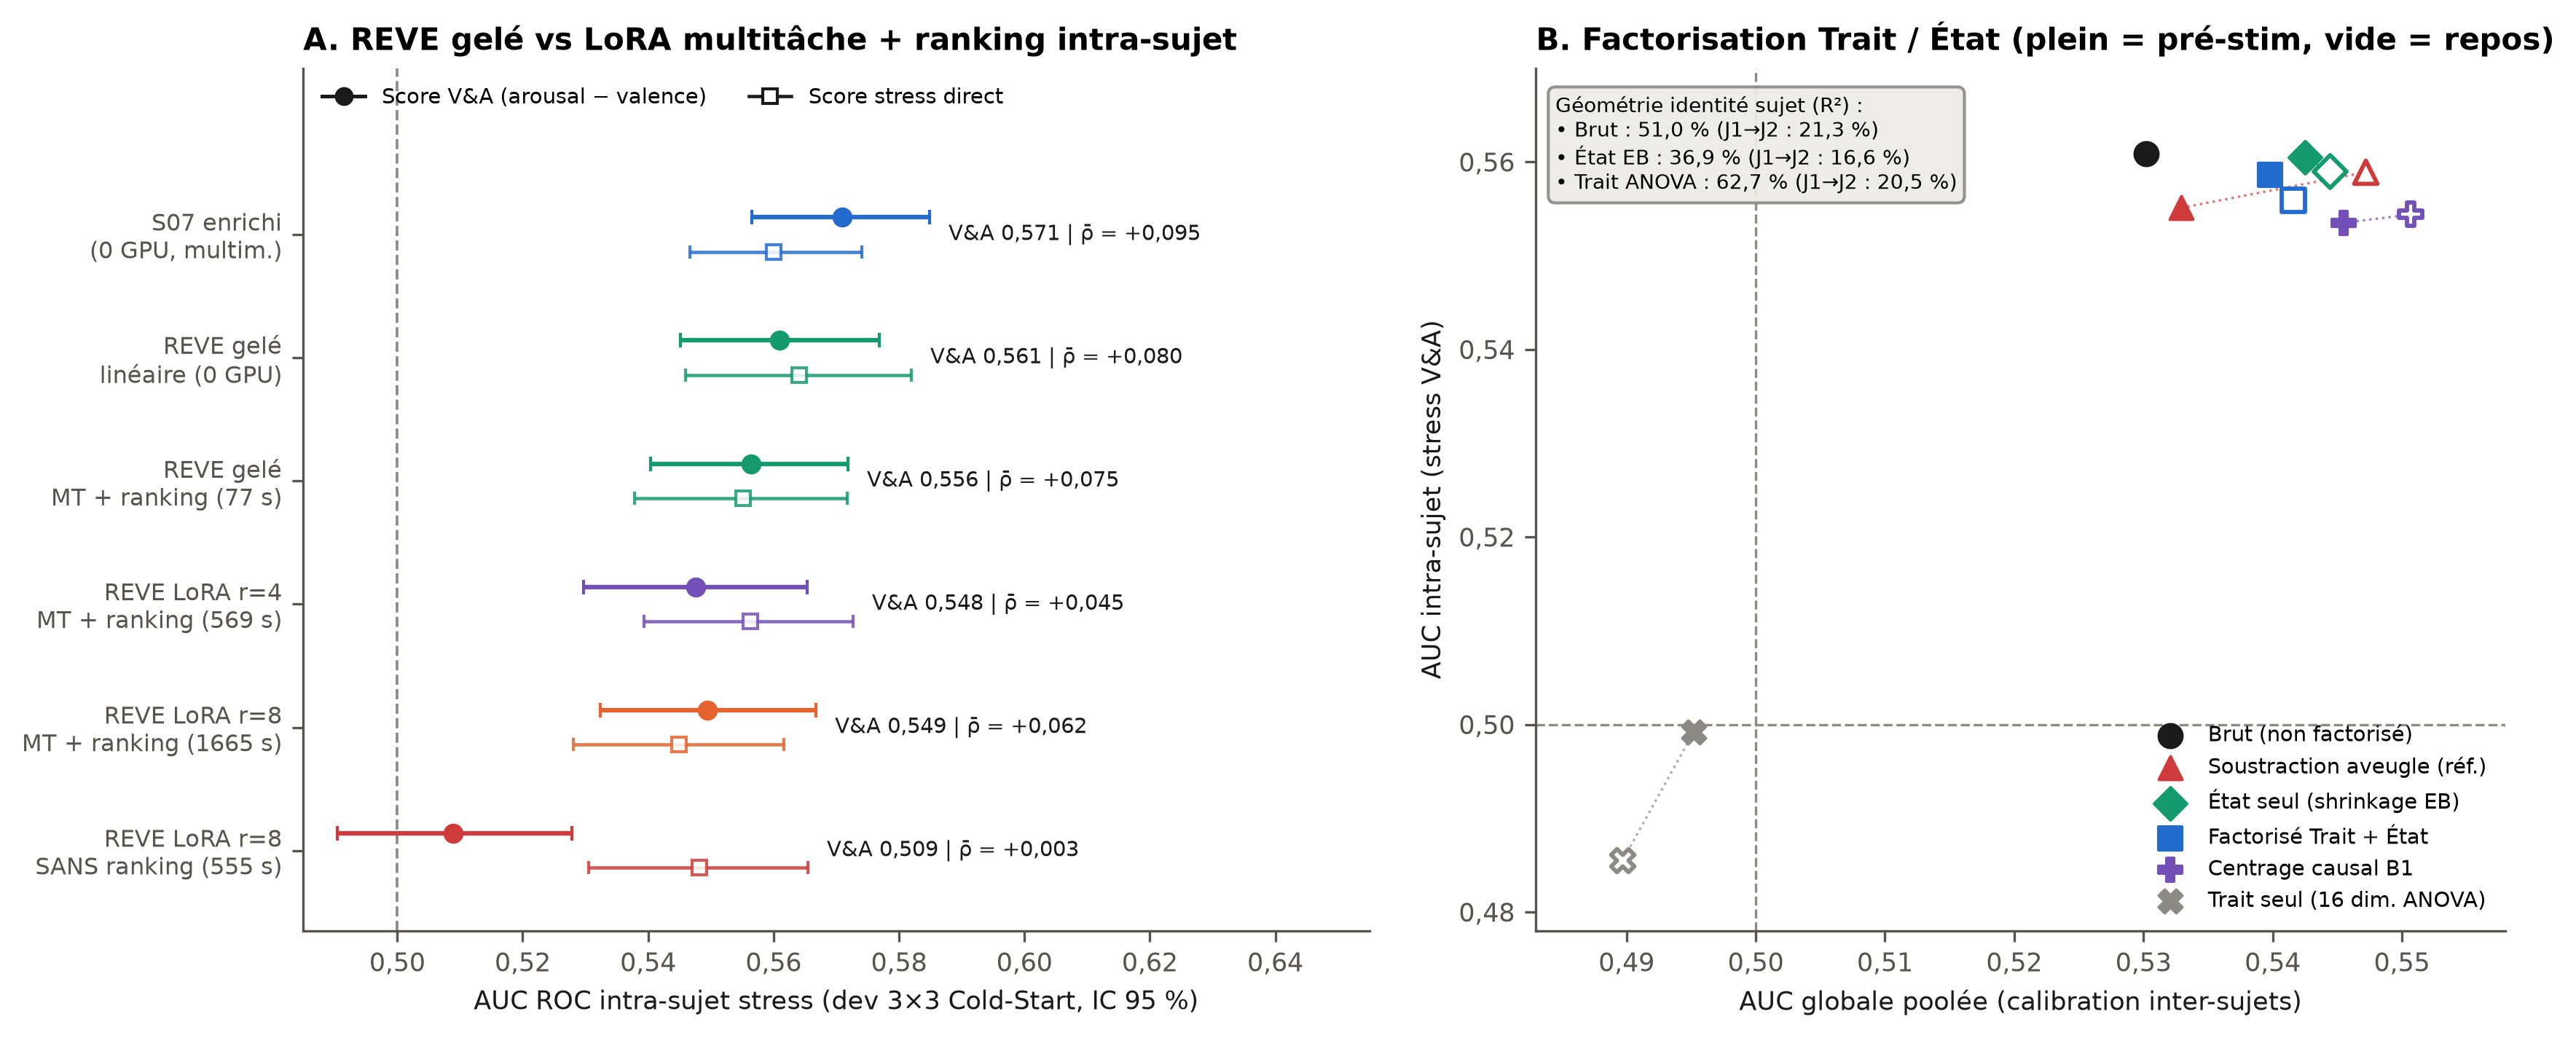 A. REVE gelé vs LoRA multitâche + ranking intra-sujet
Score V&A (arousal − valence)
Score stress direct
S07 enrichi
(0 GPU, multim.)
V&A 0,571 | ρ̄ = +0,095
REVE gelé
linéaire (0 GPU)
V&A 0,561 | ρ̄ = +0,080
REVE gelé
MT + ranking (77 s)
V&A 0,556 | ρ̄ = +0,075
REVE LoRA r=4
MT + ranking (569 s)
V&A 0,548 | ρ̄ = +0,045
REVE LoRA r=8
MT + ranking (1665 s)
V&A 0,549 | ρ̄ = +0,062
REVE LoRA r=8
SANS ranking (555 s)
V&A 0,509 | ρ̄ = +0,003
0,50 0,52 0,54 0,56 0,58 0,60 0,62 0,64
AUC ROC intra-sujet stress (dev 3×3 Cold-Start, IC 95 %)
B. Factorisation Trait / État (plein = pré-stim, vide = repos)
Géométrie identité sujet (R²) :
• Brut : 51,0 % (J1→J2 : 21,3 %)
• État EB : 36,9 % (J1→J2 : 16,6 %)
• Trait ANOVA : 62,7 % (J1→J2 : 20,5 %)
AUC intra-sujet (stress V&A)
0,56
0,54
0,52
0,50
0,48
Brut (non factorisé)
Soustraction aveugle (réf.)
État seul (shrinkage EB)
Factorisé Trait + État
Centrage causal B1
Trait seul (16 dim. ANOVA)
0,49 0,50 0,51 0,52 0,53 0,54 0,55
AUC globale poolée (calibration inter-sujets)